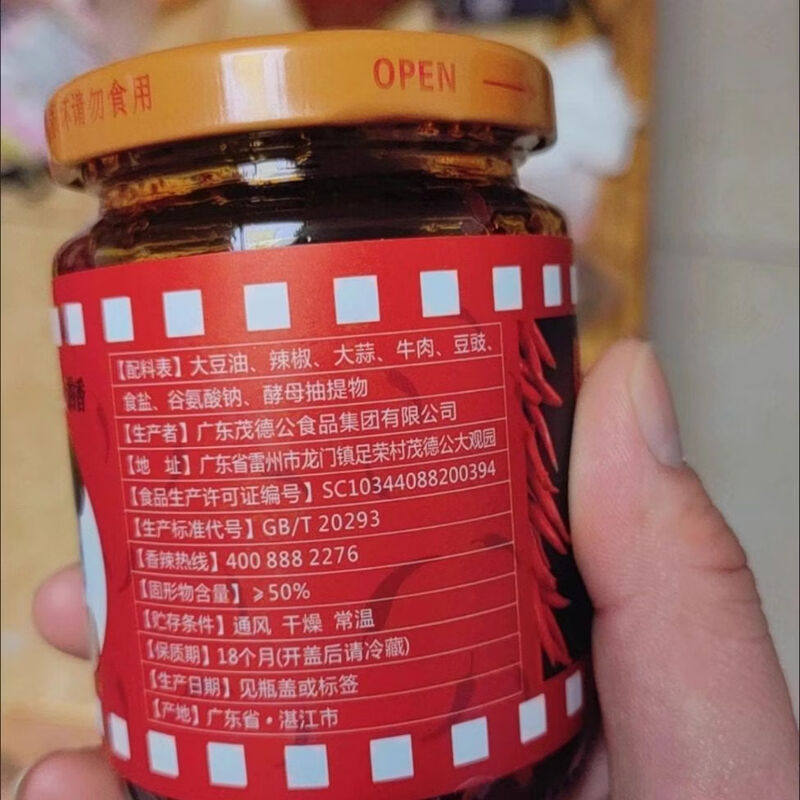 请勿食用
OPEN
【配料表】大豆油、辣椒、大蒜、牛肉、豆豉、
食盐、谷氨酸钠、酵母抽提物
【生产者】广东茂德公食品集团有限公司
【地 址】广东省雷州市龙门镇足荣村茂德公大观园
【食品生产许可证编号】SC10344088200394
【生产标准代号】GB/T 20293
【香辣热线】400 888 2276
【固形物含量】≥50%
【贮存条件】通风 干燥 常温
【保质期】18个月(开盖后请冷藏)
【生产日期】见瓶盖或标签
【产地】广东省·湛江市